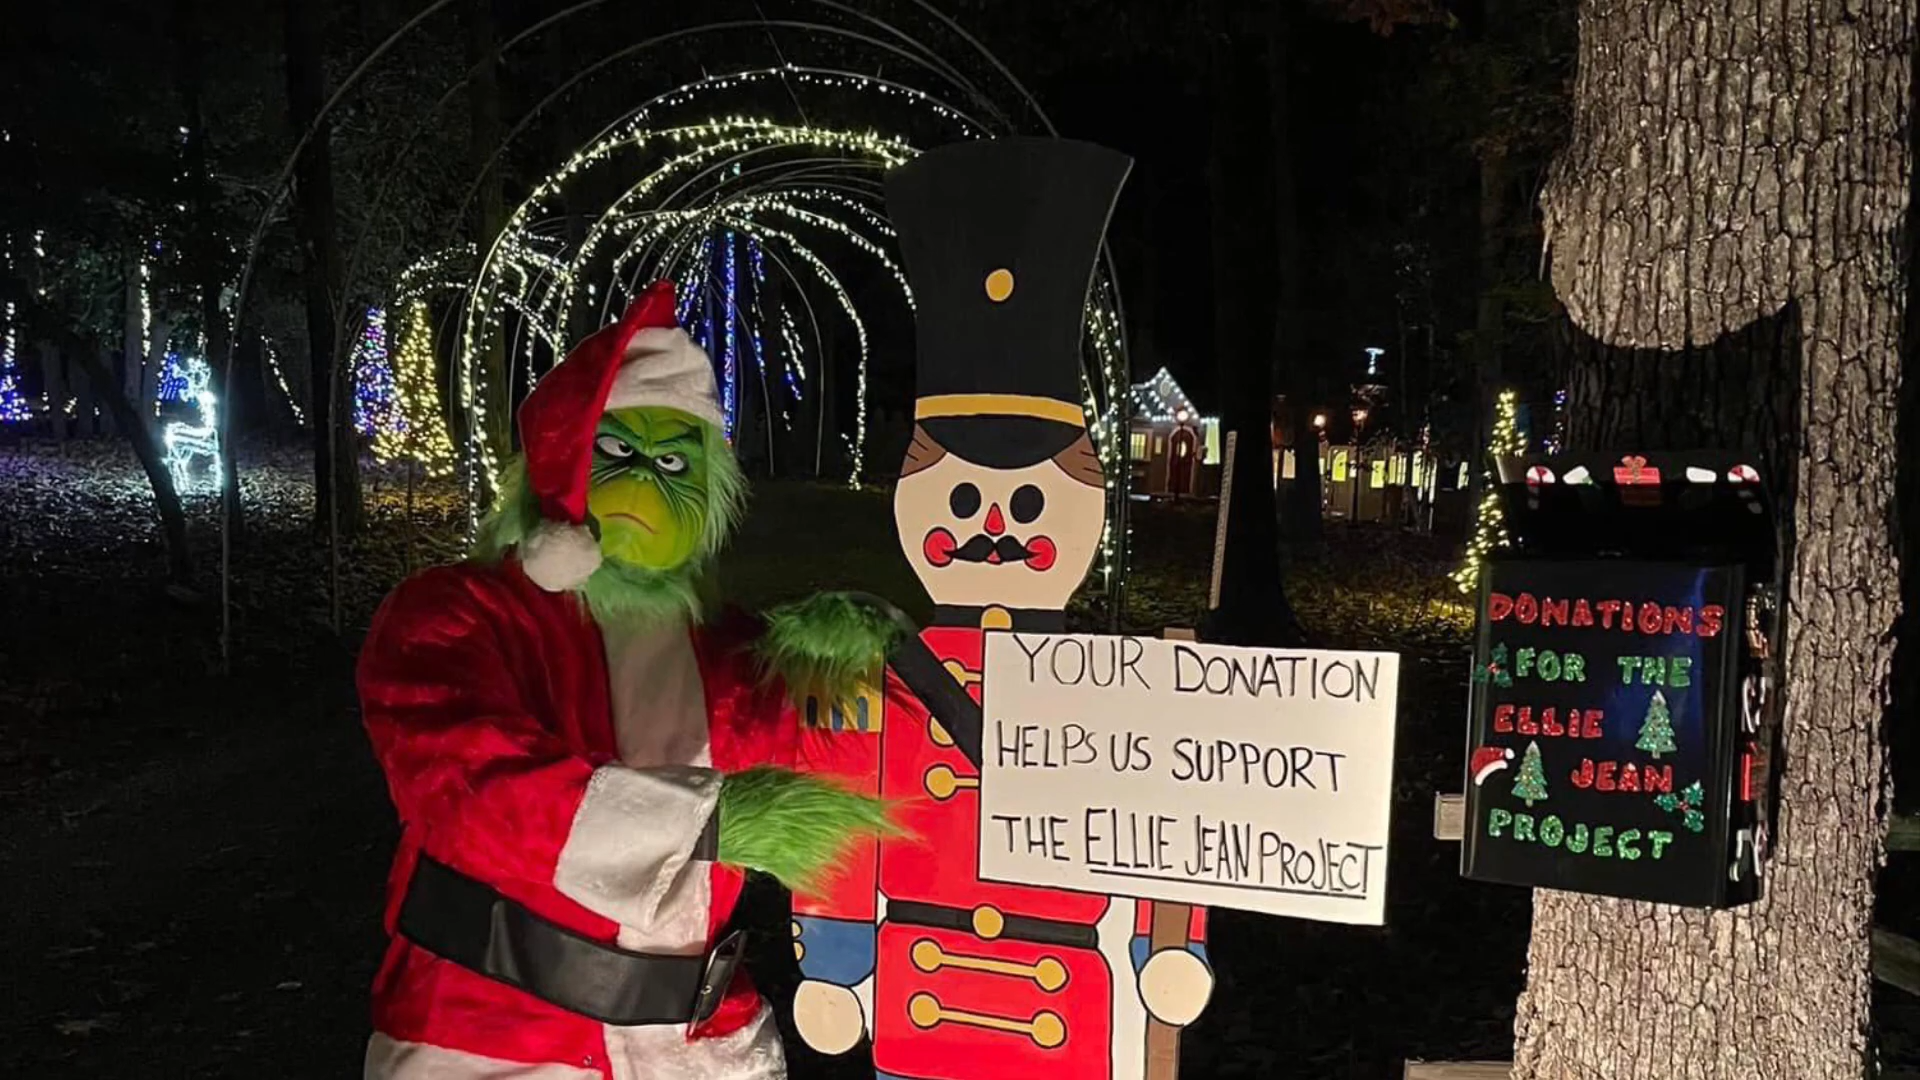 YOUR DONATION
HELPS US SUPPORT
THE ELLIE JEAN PROJECT
DONATIONS
FOR THE
ELLIE
JEAN
PROJECT